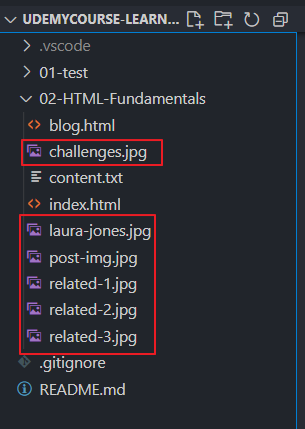 UDEMYCOURSE-LEARN...
.vscode
01-test
02-HTML-Fundamentals
blog.html
challenges.jpg
content.txt
index.html
laura-jones.jpg
post-img.jpg
related-1.jpg
related-2.jpg
related-3.jpg
.gitignore
README.md